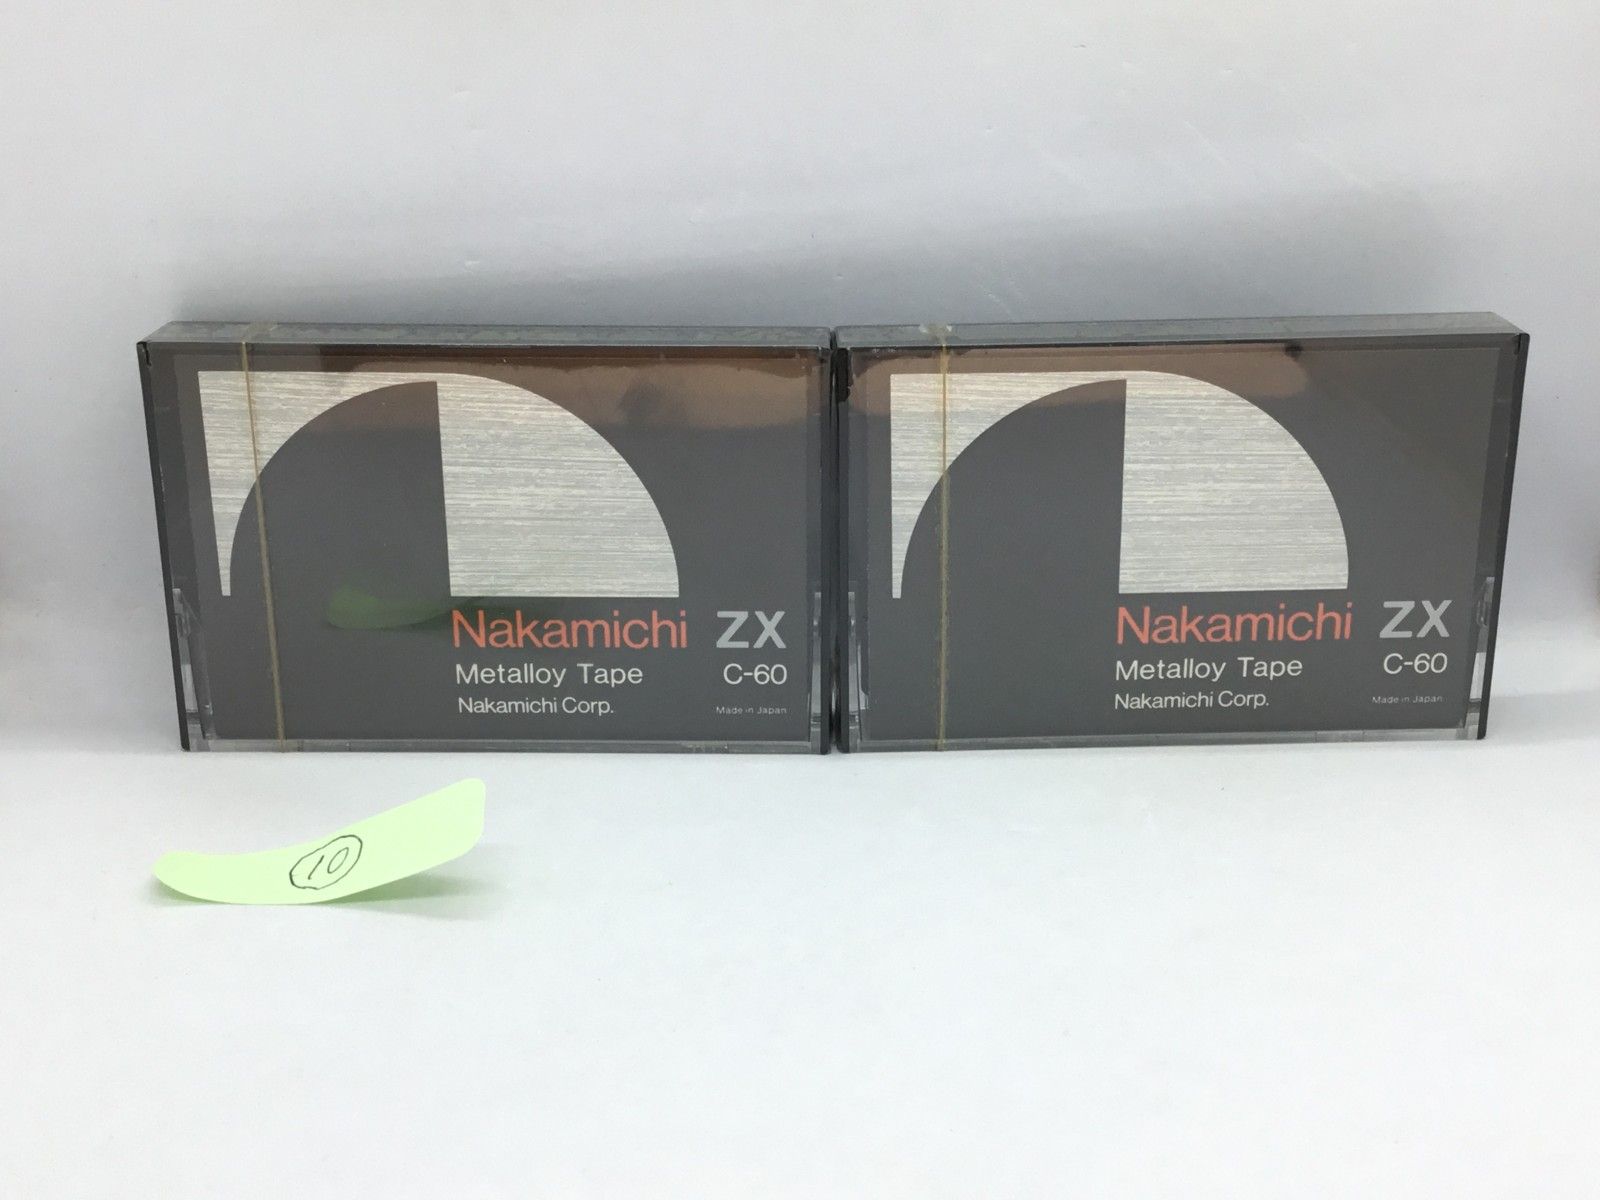 Nakamichi ZX
Metalloy Tape C-60
Nakamichi Corp. Made in Japan
Nakamichi ZX
Metalloy Tape C-60
Nakamichi Corp. Made in Japan
10